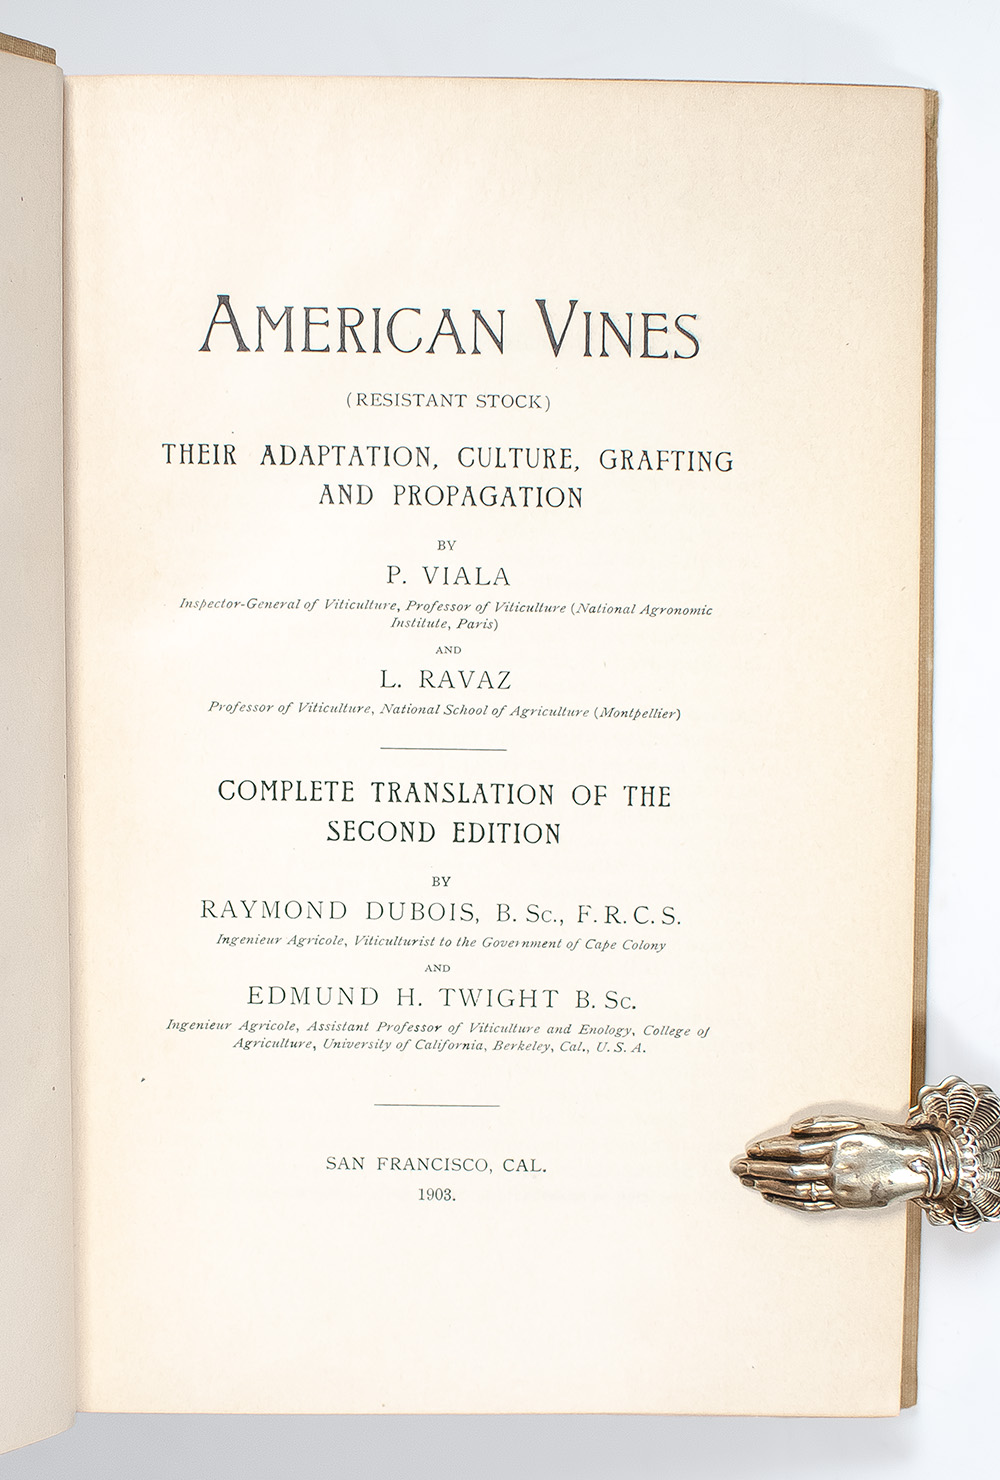 AMERICAN VINES
(RESISTANT STOCK)
THEIR ADAPTATION, CULTURE, GRAFTING
AND PROPAGATION
BY
P. VIALA
Inspector-General of Viticulture, Professor of Viticulture (National Agronomic
Institute, Paris)
AND
L. RAVAZ
Professor of Viticulture, National School of Agriculture (Montpellier)
COMPLETE TRANSLATION OF THE
SECOND EDITION
BY
RAYMOND DUBOIS, B. Sc., F. R. C. S.
Ingenieur Agricole, Viticulturist to the Government of Cape Colony
AND
EDMUND H. TWIGHT B. Sc.
Ingenieur Agricole, Assistant Professor of Viticulture and Enology, College of
Agriculture, University of California, Berkeley, Cal., U. S. A.
SAN FRANCISCO, CAL.
1903.